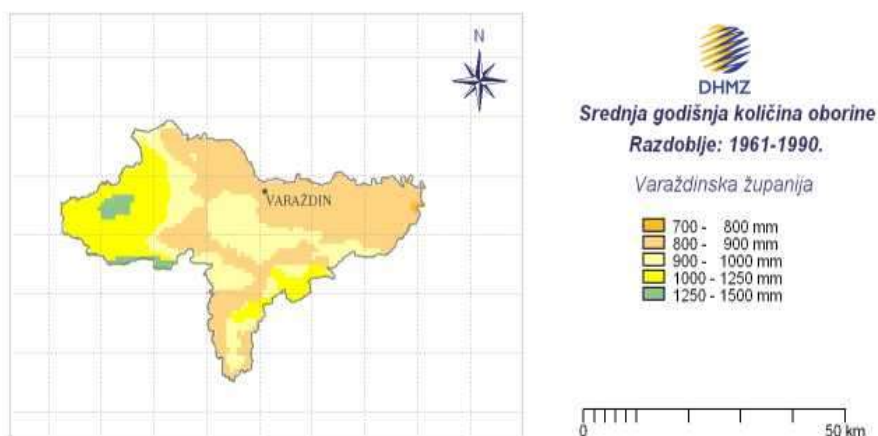 N
VARAŽDIN
DHMZ
Srednja godišnja količina oborine
Razdoblje: 1961-1990.
Varaždinska županija
700 - 800 mm
800 - 900 mm
900 - 1000 mm
1000 - 1250 mm
1250 - 1500 mm
0 50 km